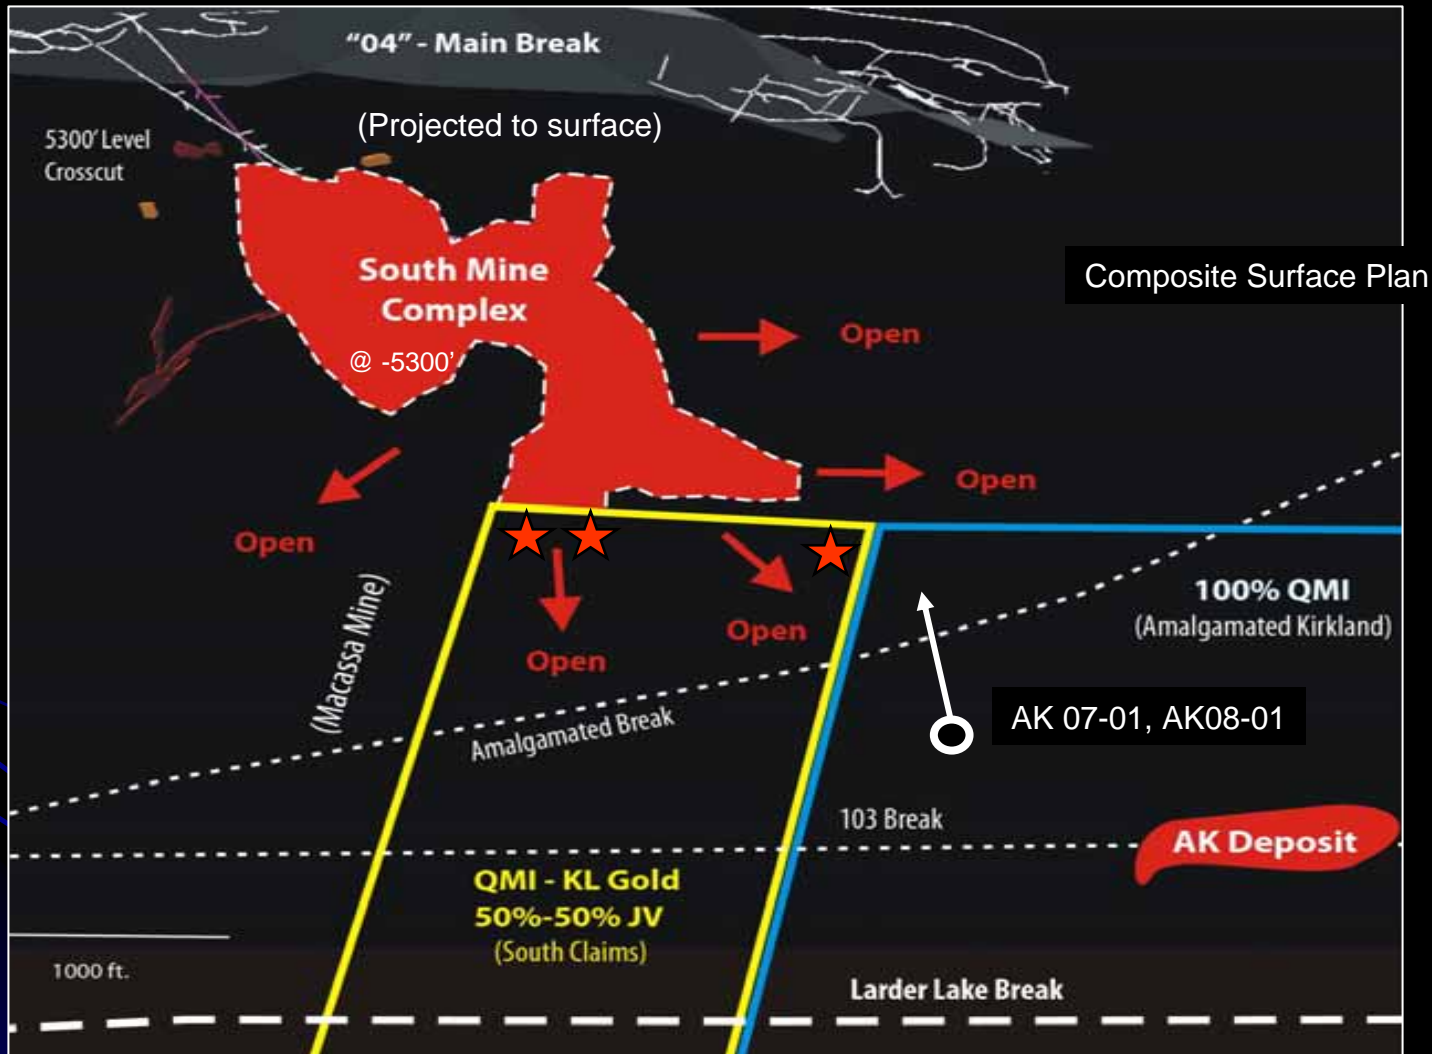 “04” - Main Break
(Projected to surface)
5300’ Level
Crosscut
South Mine
Complex
@ -5300’
Composite Surface Plan
Open
Open
Open
Open
Open
(Macassa Mine)
100% QMI
(Amalgamated Kirkland)
AK 07-01, AK08-01
Amalgamated Break
103 Break
AK Deposit
QMI - KL Gold
50%-50% JV
(South Claims)
1000 ft.
Larder Lake Break